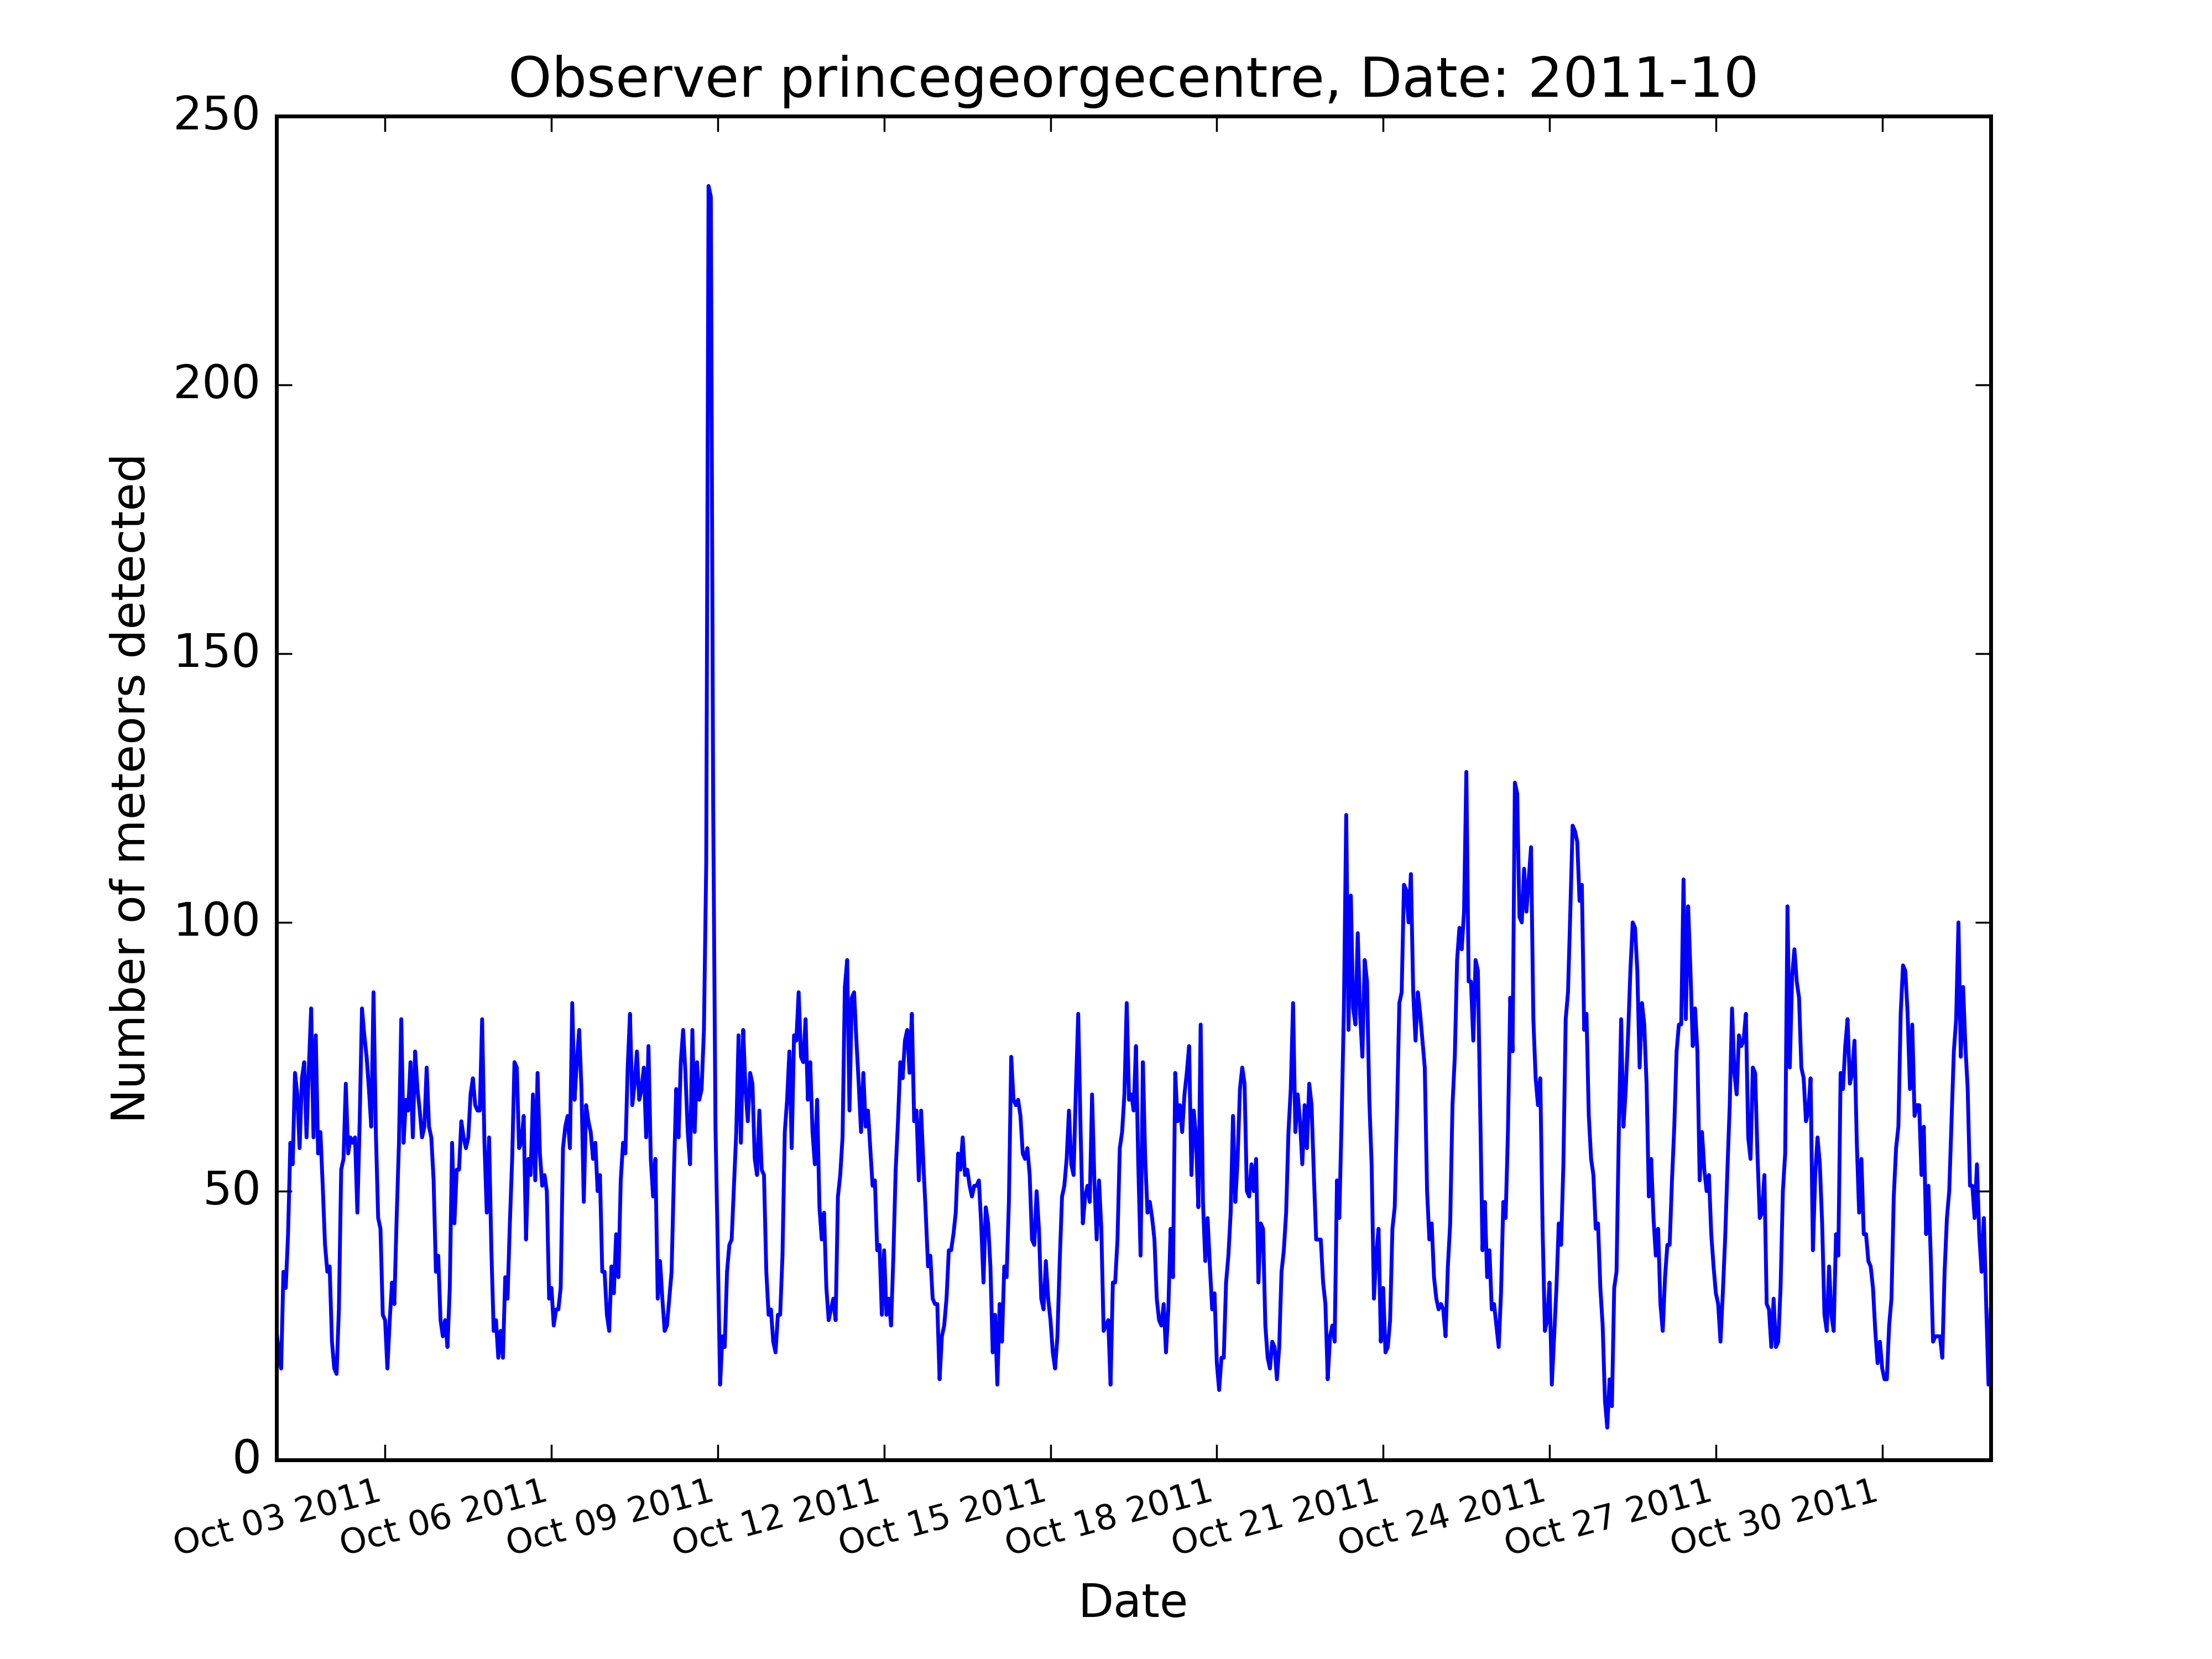 Observer princegeorgecentre, Date: 2011-10
Number of meteors detected
250
200
150
100
50
0
Oct 03 2011
Oct 06 2011
Oct 09 2011
Oct 12 2011
Oct 15 2011
Oct 18 2011
Oct 21 2011
Oct 24 2011
Oct 27 2011
Oct 30 2011
Date